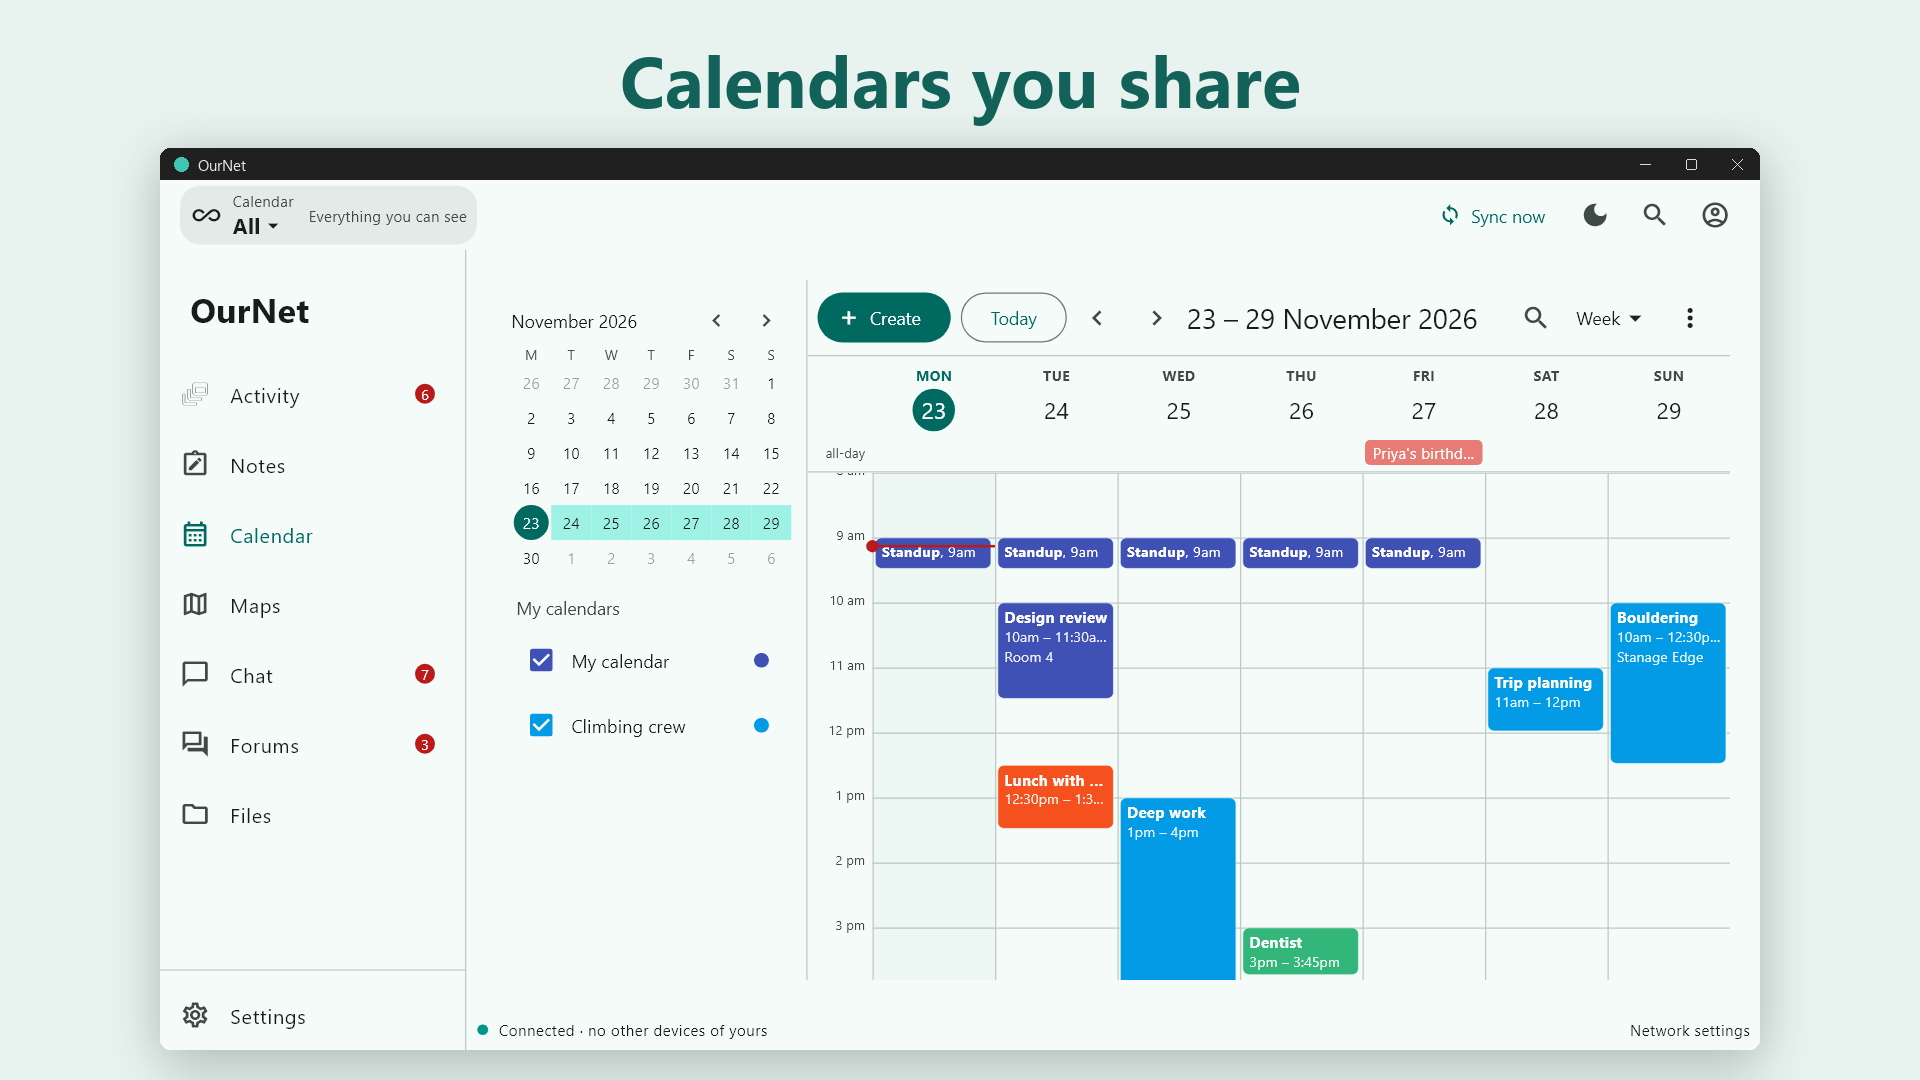 Calendars you share
OurNet
Calendar
All
Everything you can see
Sync now
OurNet
Activity
6
Notes
Calendar
Maps
Chat
7
Forums
3
Files
Settings
November 2026
M T W T F S S
26 27 28 29 30 31 1
2 3 4 5 6 7 8
9 10 11 12 13 14 15
16 17 18 19 20 21 22
23 24 25 26 27 28 29
30 1 2 3 4 5 6
My calendars
My calendar
Climbing crew
+ Create
Today
23 – 29 November 2026
Week
MON TUE WED THU FRI SAT SUN
23 24 25 26 27 28 29
all-day
Priya's birthd...
9 am
10 am
11 am
12 pm
1 pm
2 pm
3 pm
Standup, 9am
Standup, 9am
Standup, 9am
Standup, 9am
Standup, 9am
Design review
10am – 11:30a...
Room 4
Lunch with ...
12:30pm – 1:3...
Deep work
1pm – 4pm
Dentist
3pm – 3:45pm
Trip planning
11am – 12pm
Bouldering
10am – 12:30p...
Stanage Edge
Connected · no other devices of yours
Network settings